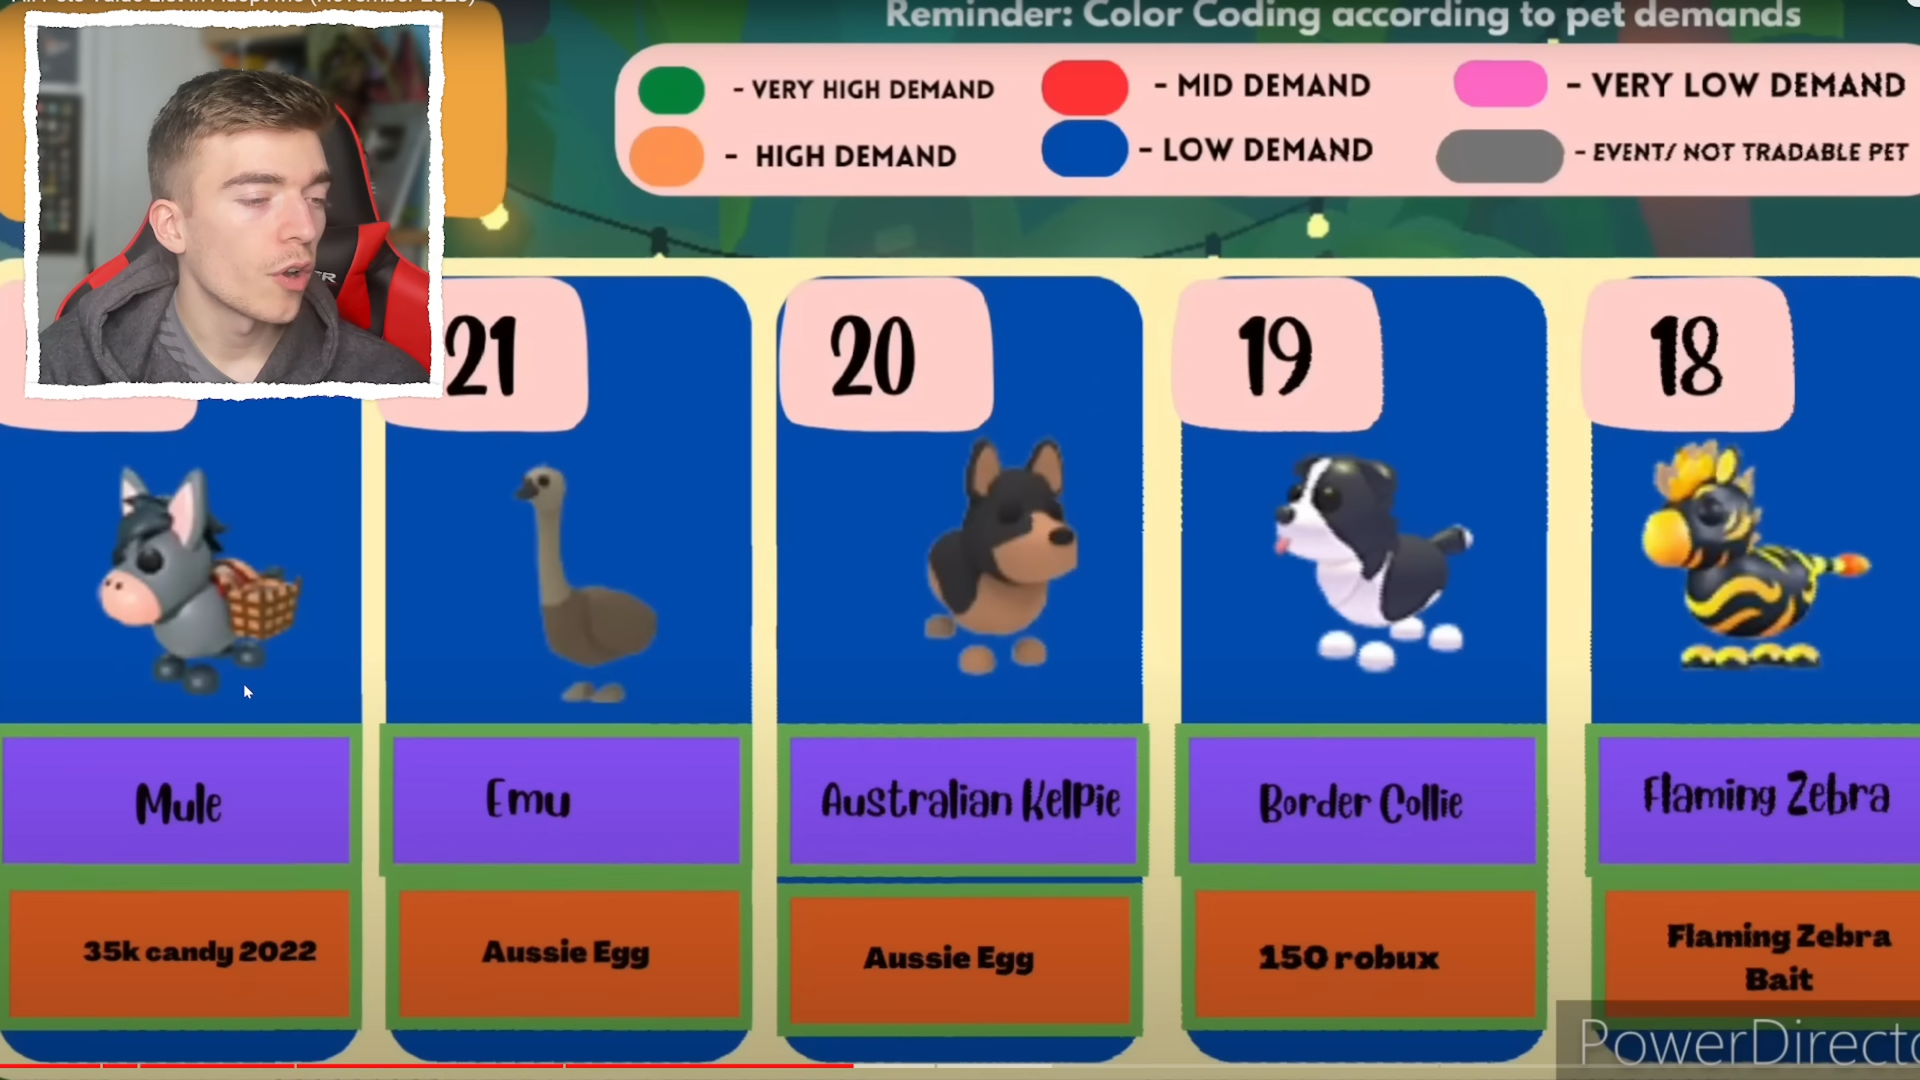 Reminder: Color Coding according to pet demands
- VERY HIGH DEMAND
- MID DEMAND
- VERY LOW DEMAND
- HIGH DEMAND
- LOW DEMAND
- EVENT/ NOT TRADABLE PET
21
20
19
18
Mule
Emu
Australian Kelpie
Border Collie
Flaming Zebra
35k candy 2022
Aussie Egg
Aussie Egg
150 robux
Flaming Zebra
Bait
PowerDirecto